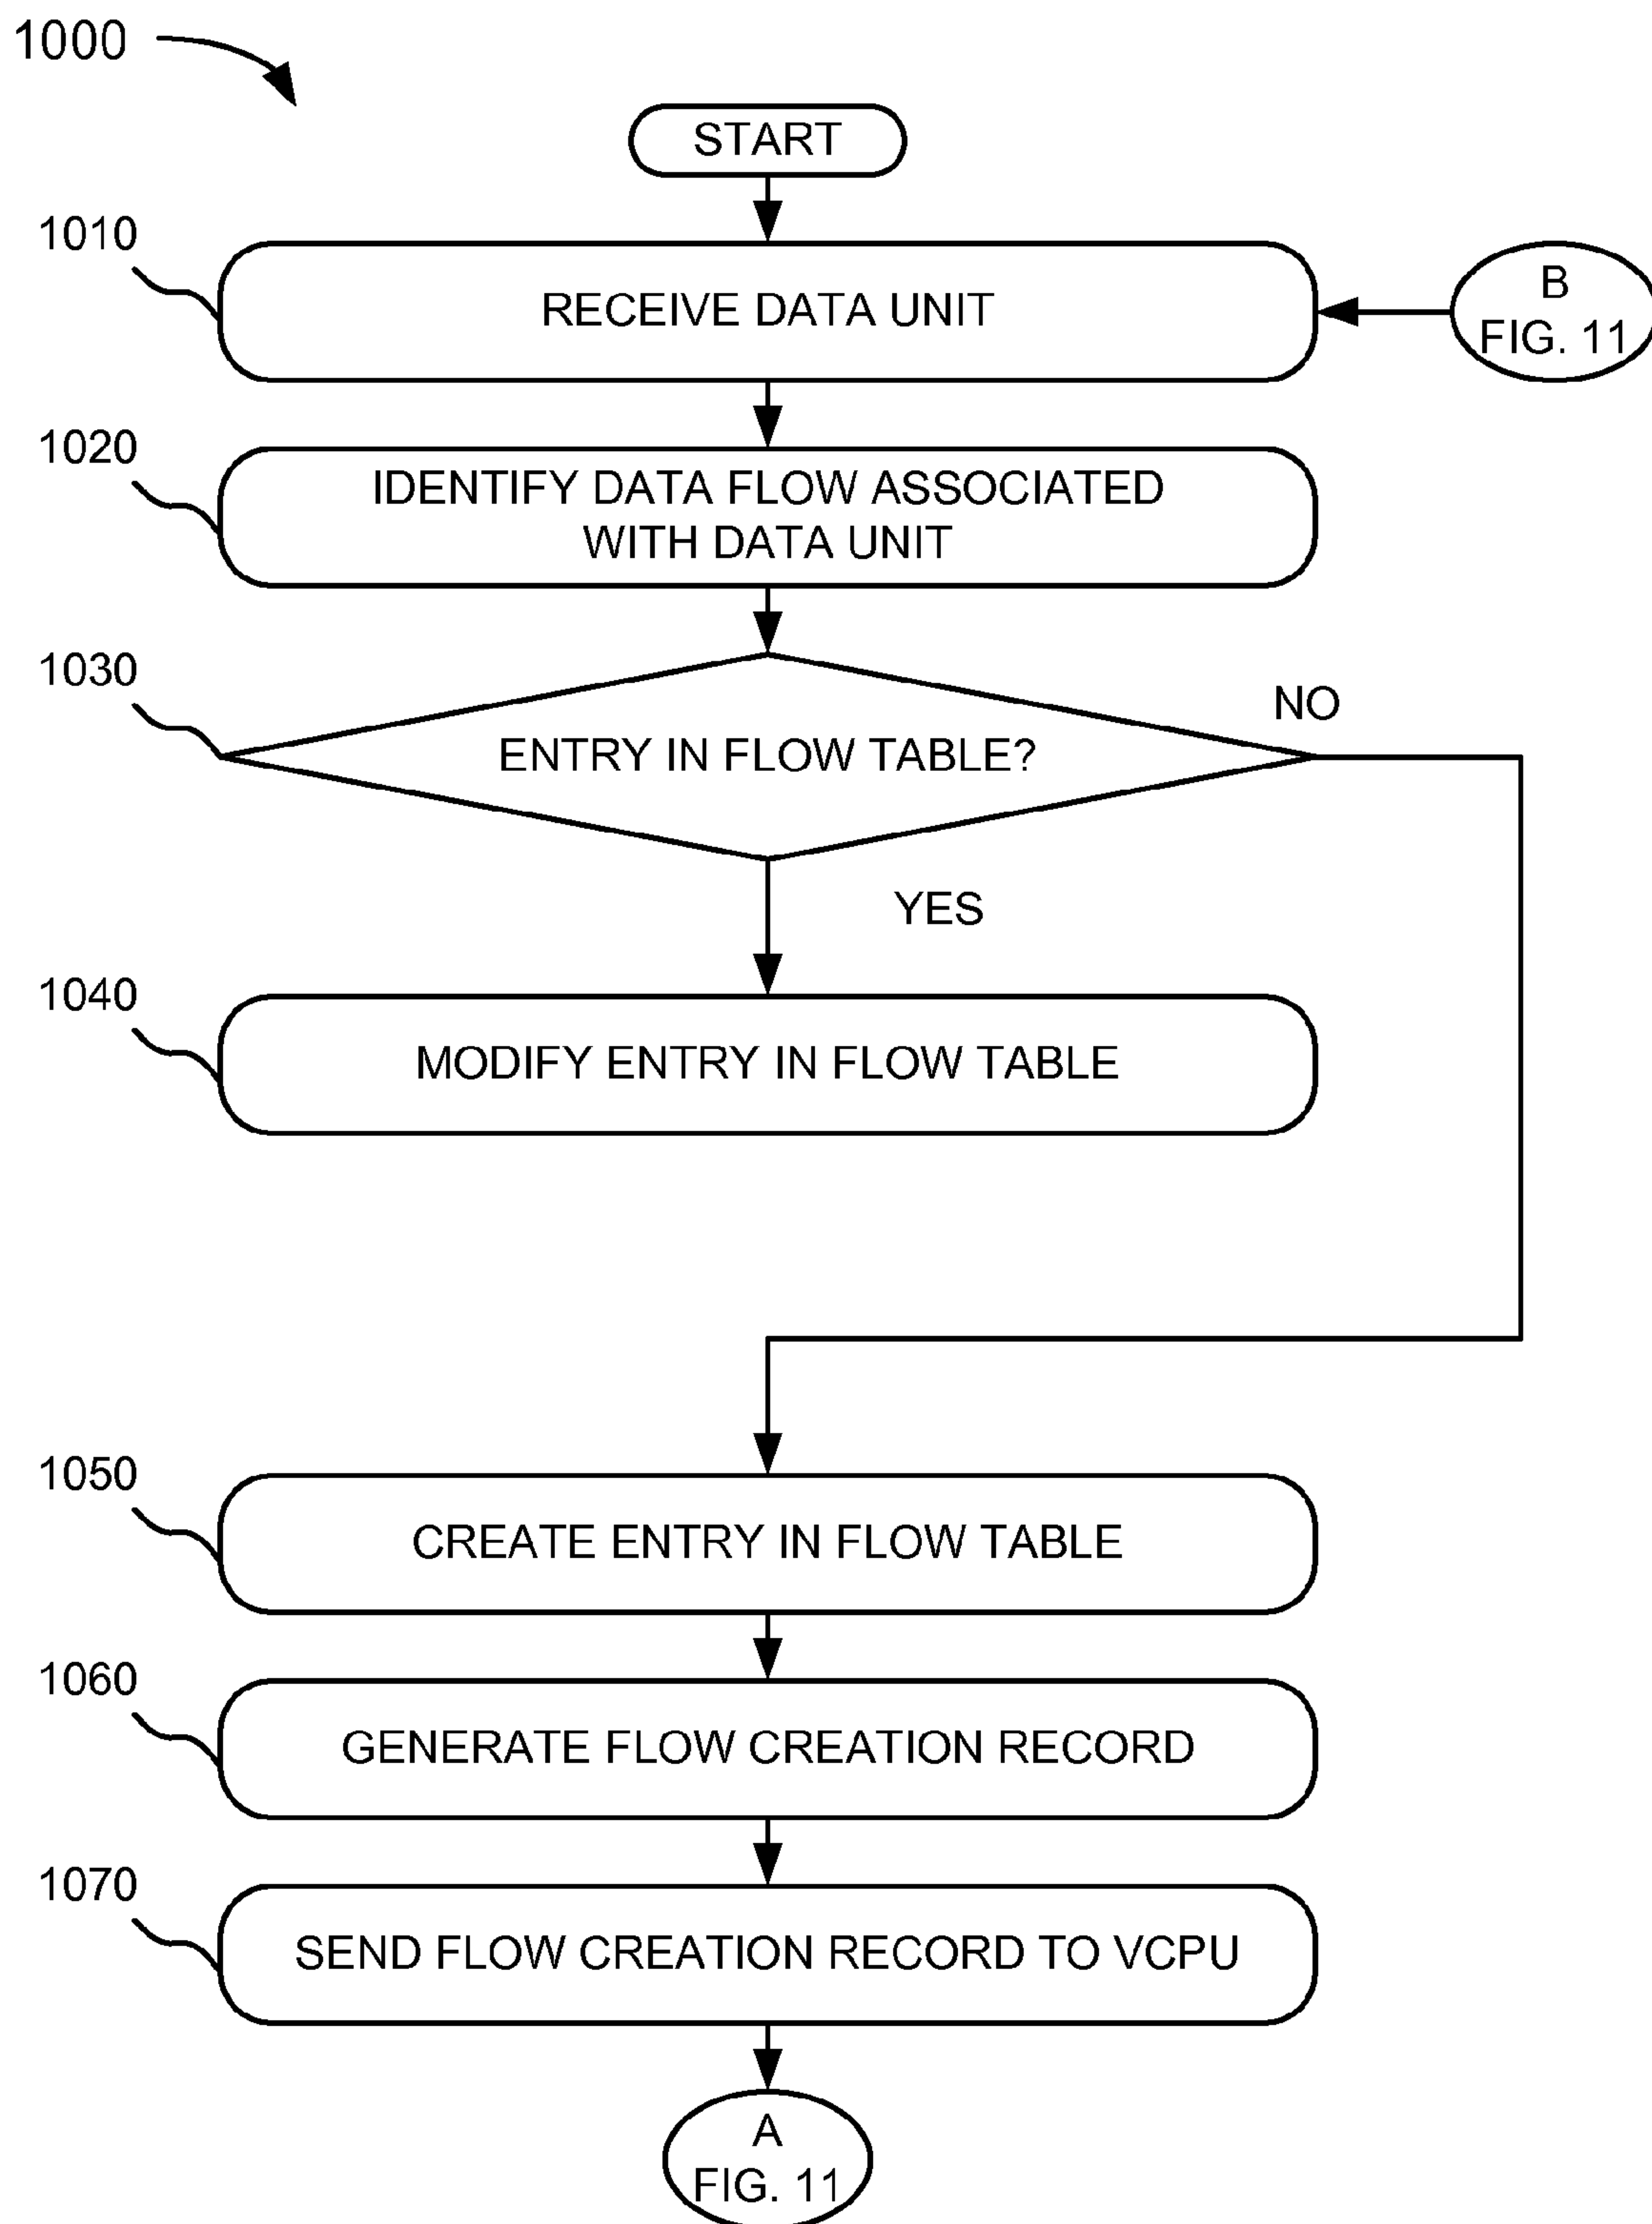 1000
START
1010
RECEIVE DATA UNIT
B
FIG. 11
1020
IDENTIFY DATA FLOW ASSOCIATED
WITH DATA UNIT
1030
ENTRY IN FLOW TABLE?
NO
YES
1040
MODIFY ENTRY IN FLOW TABLE
1050
CREATE ENTRY IN FLOW TABLE
1060
GENERATE FLOW CREATION RECORD
1070
SEND FLOW CREATION RECORD TO VCPU
A
FIG. 11